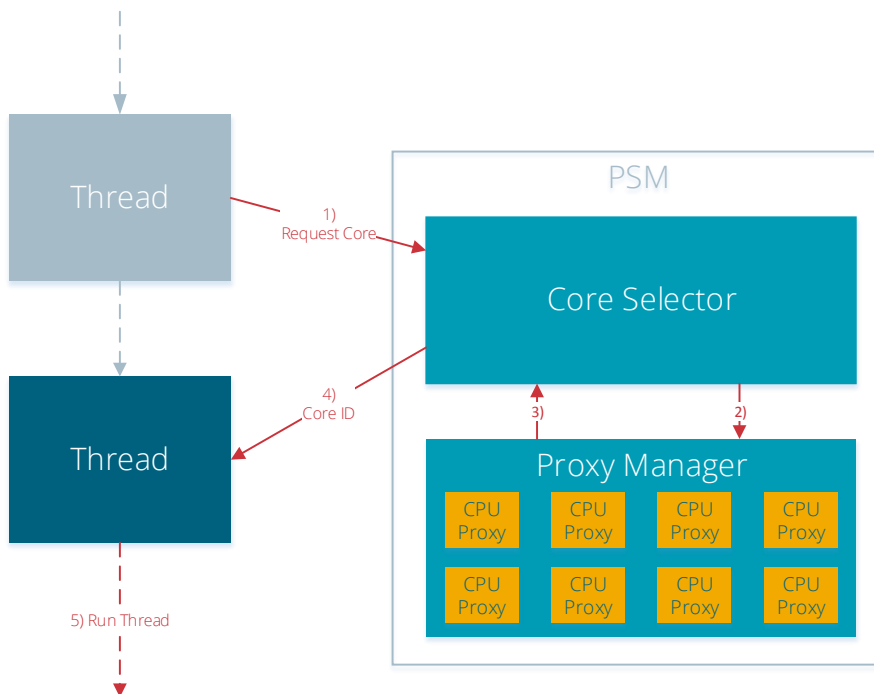 Thread
PSM
1)
Request Core
Core Selector
4)
Core ID
3)
2)
Thread
Proxy Manager
CPU
Proxy
CPU
Proxy
CPU
Proxy
CPU
Proxy
CPU
Proxy
CPU
Proxy
CPU
Proxy
CPU
Proxy
5) Run Thread